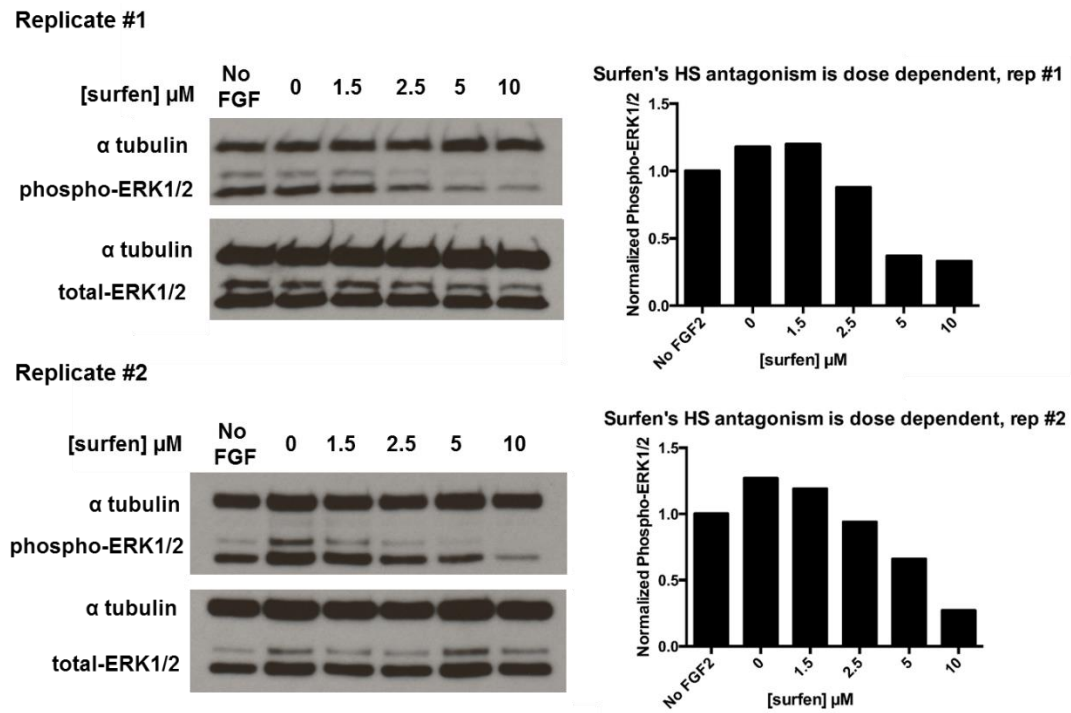 Replicate #1
No
FGF
[surfen] µM 0 1.5 2.5 5 10
α tubulin
phospho-ERK1/2
α tubulin
total-ERK1/2
Surfen's HS antagonism is dose dependent, rep #1
Normalized Phospho-ERK1/2
1.5
1.0
0.5
0.0
No FGF2 0 1.5 2.5 5 10
[surfen] µM
Replicate #2
No
FGF
[surfen] µM 0 1.5 2.5 5 10
α tubulin
phospho-ERK1/2
α tubulin
total-ERK1/2
Surfen's HS antagonism is dose dependent, rep #2
Normalized Phospho-ERK1/2
1.5
1.0
0.5
0.0
No FGF2 0 1.5 2.5 5 10
[surfen] µM